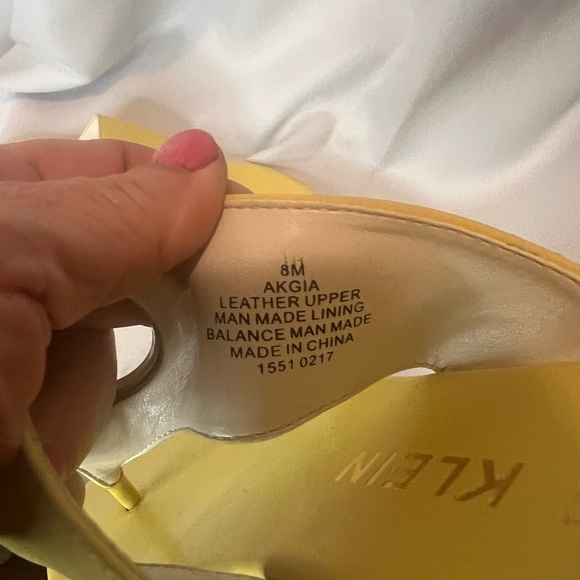 8M
AKGIA
LEATHER UPPER
MAN MADE LINING
BALANCE MAN MADE
MADE IN CHINA
1551 0217
KLEIN